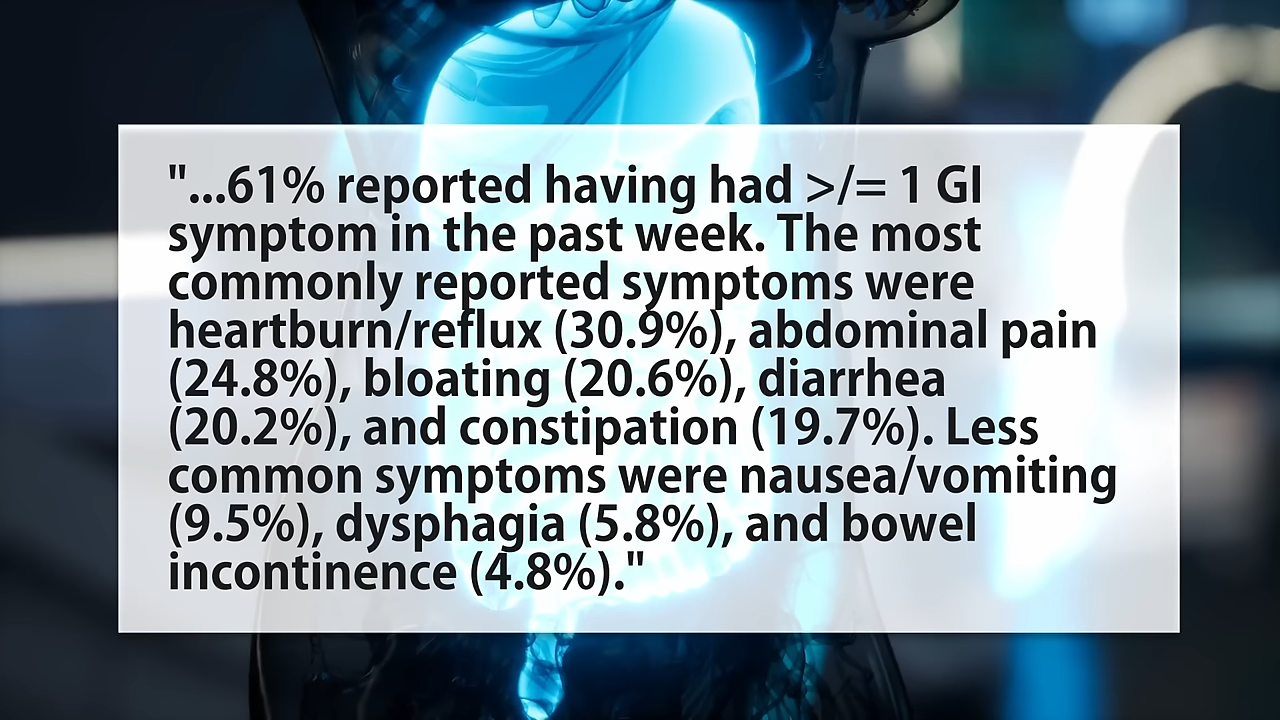 "...61% reported having had >/= 1 GI
symptom in the past week. The most
commonly reported symptoms were
heartburn/reflux (30.9%), abdominal pain
(24.8%), bloating (20.6%), diarrhea
(20.2%), and constipation (19.7%). Less
common symptoms were nausea/vomiting
(9.5%), dysphagia (5.8%), and bowel
incontinence (4.8%)."